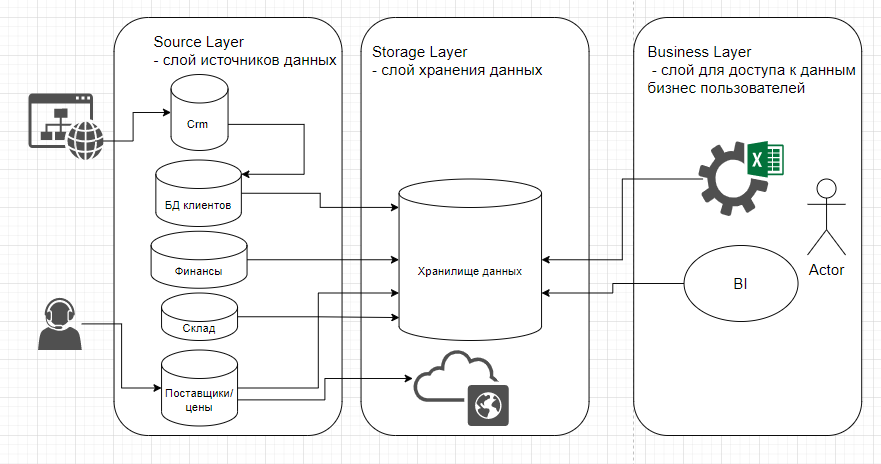 Source Layer
- слой источников данных
Crm
БД клиентов
Финансы
Склад
Поставщики/
цены
Storage Layer
- слой хранения данных
Хранилище данных
Business Layer
- слой для доступа к данным
бизнес пользователей
X
Actor
BI